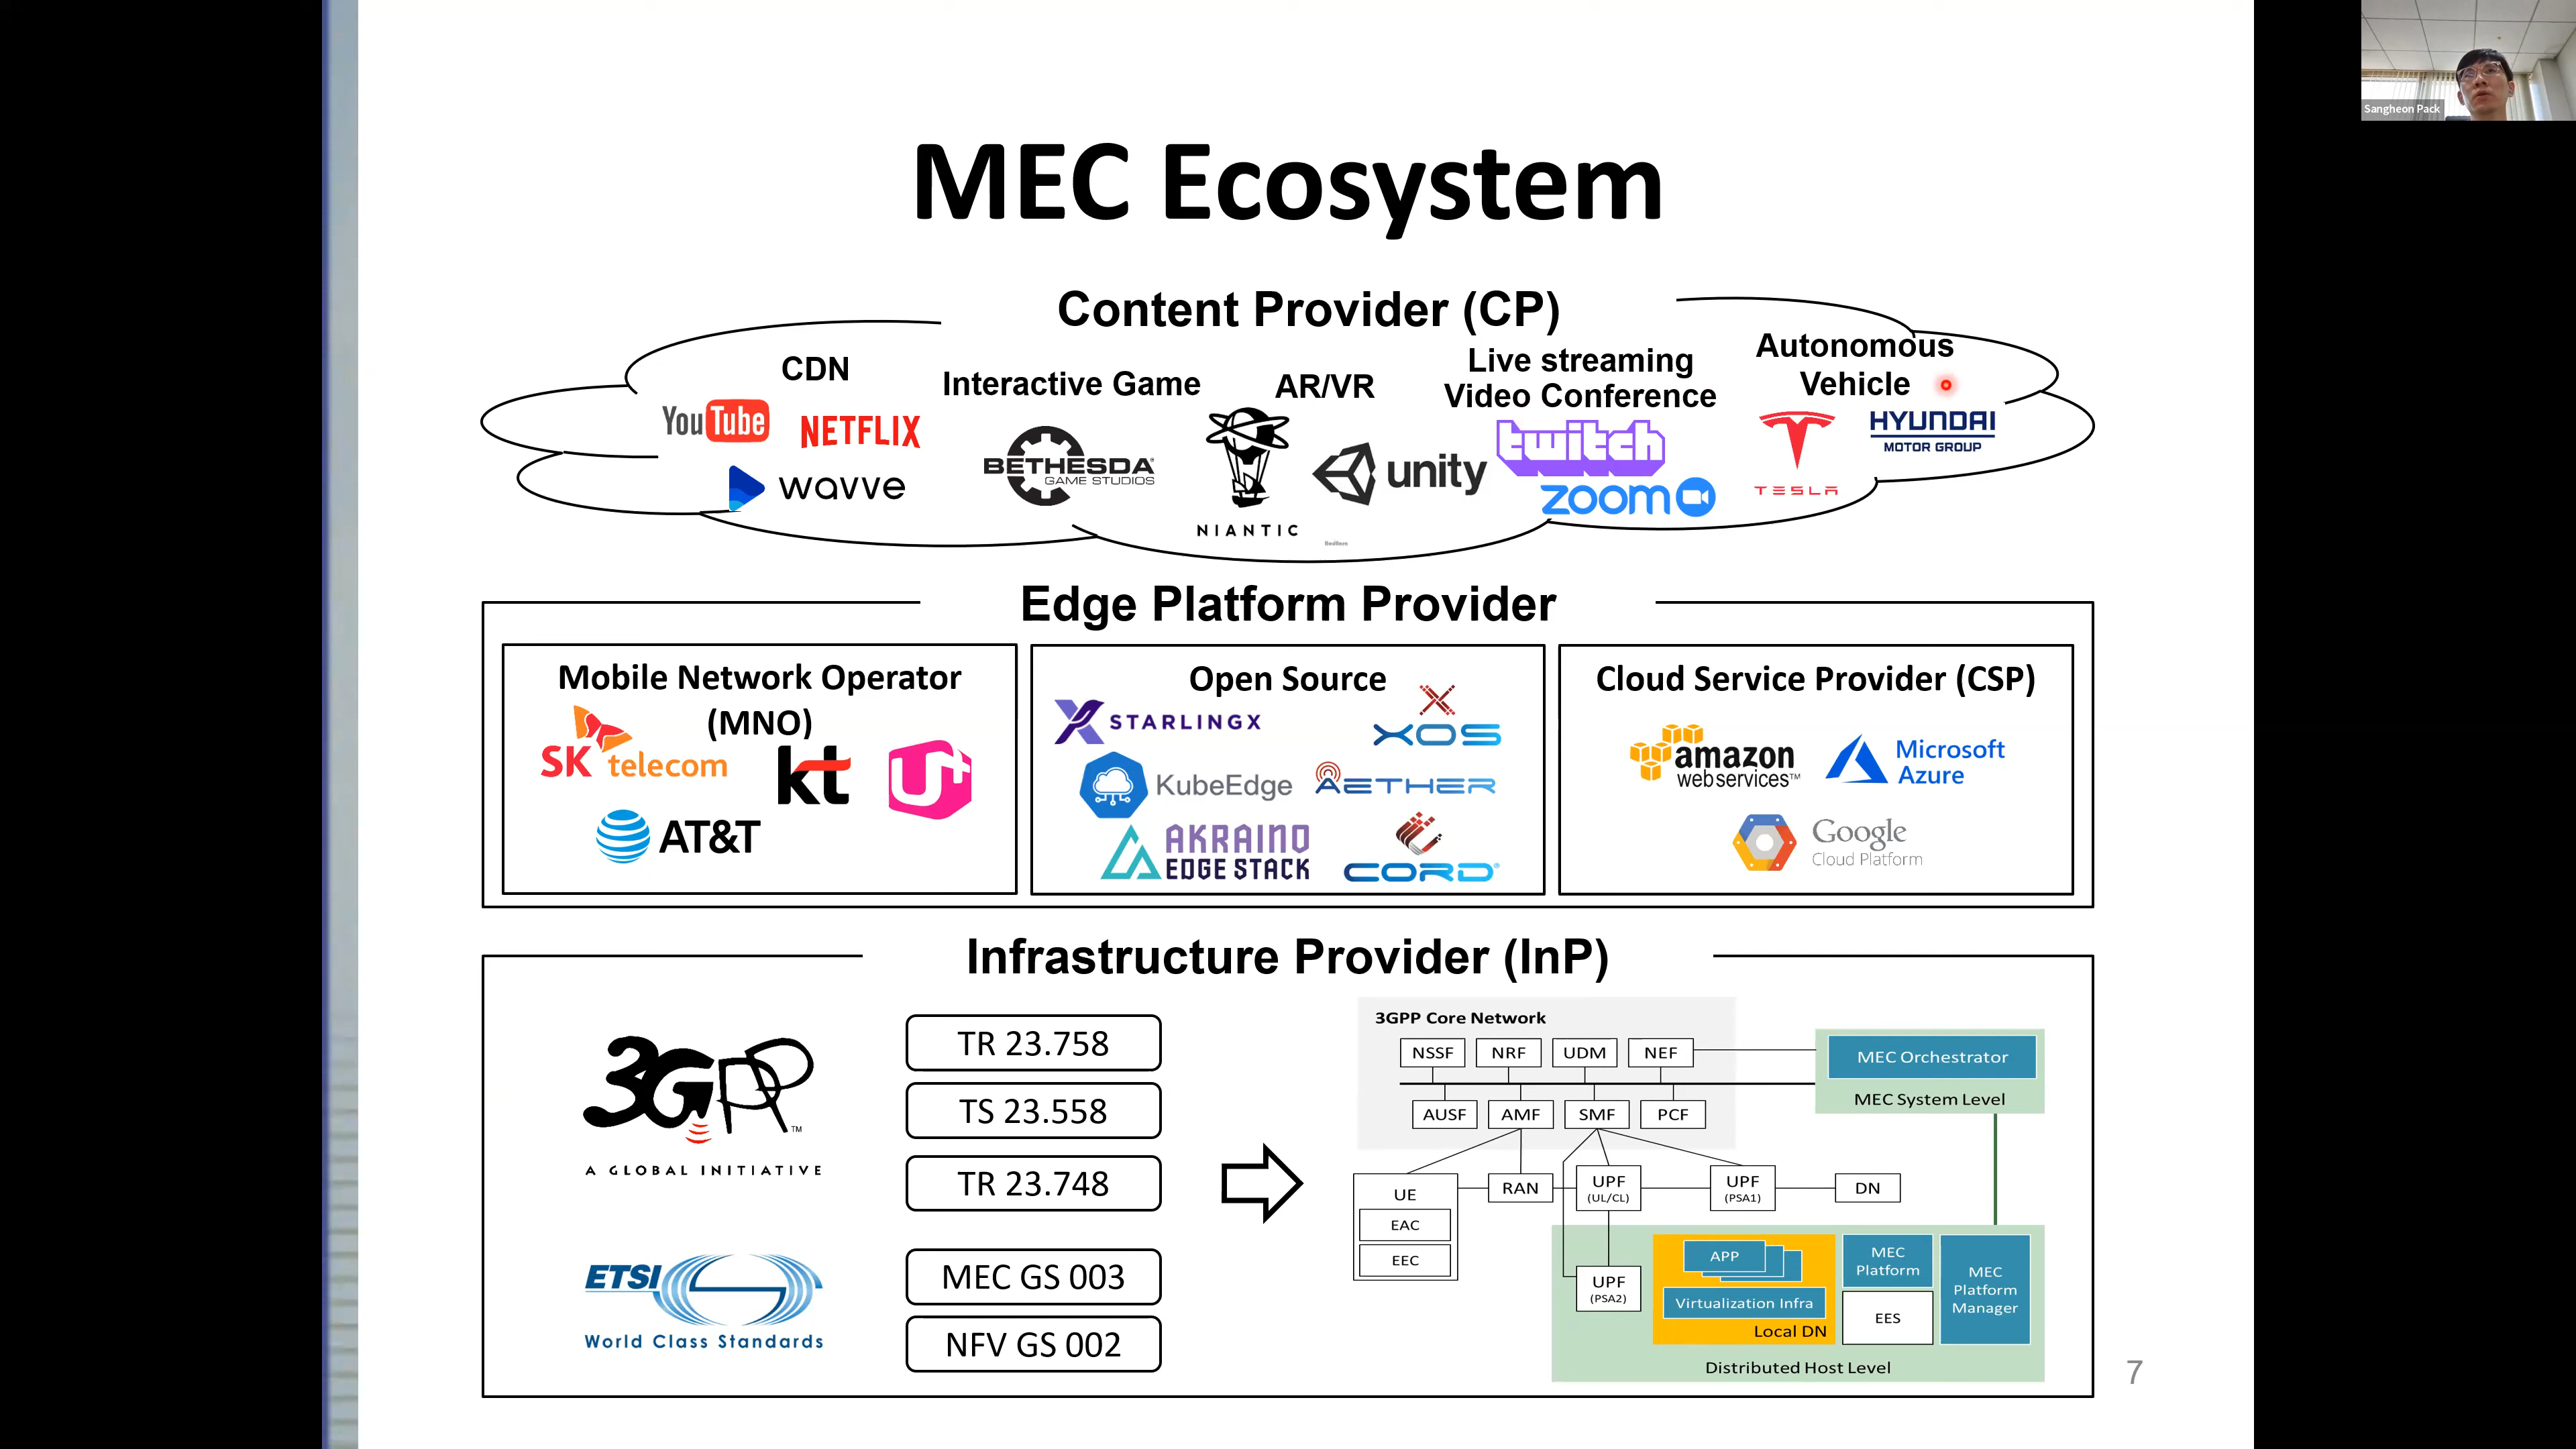 Sangheon Pack
MEC Ecosystem
Content Provider (CP)
CDN
YouTube
NETFLIX
wavve
Interactive Game
BETHESDA®
GAME STUDIOS
AR/VR
NIANTIC
unity
Live streaming
Video Conference
twitch
zoom
Autonomous
Vehicle
TESLA
HYUNDAI
MOTOR GROUP
Edge Platform Provider
Mobile Network Operator
(MNO)
SK telecom
kt
U+
AT&T
Open Source
STARLINGX
XOS
KubeEdge
AETHER
AKRAINO
EDGE STACK
CORD®
Cloud Service Provider (CSP)
amazon
webservices™
Microsoft
Azure
Google
Cloud Platform
Infrastructure Provider (InP)
3GPP™
A GLOBAL INITIATIVE
ETSI
World Class Standards
TR 23.758
TS 23.558
TR 23.748
MEC GS 003
NFV GS 002
3GPP Core Network
NSSF NRF UDM NEF
AUSF AMF SMF PCF
MEC Orchestrator
MEC System Level
UE
EAC
EEC
RAN
UPF
(UL/CL)
UPF
(PSA1)
DN
UPF
(PSA2)
APP
Virtualization Infra
Local DN
MEC
Platform
EES
MEC
Platform
Manager
Distributed Host Level
7